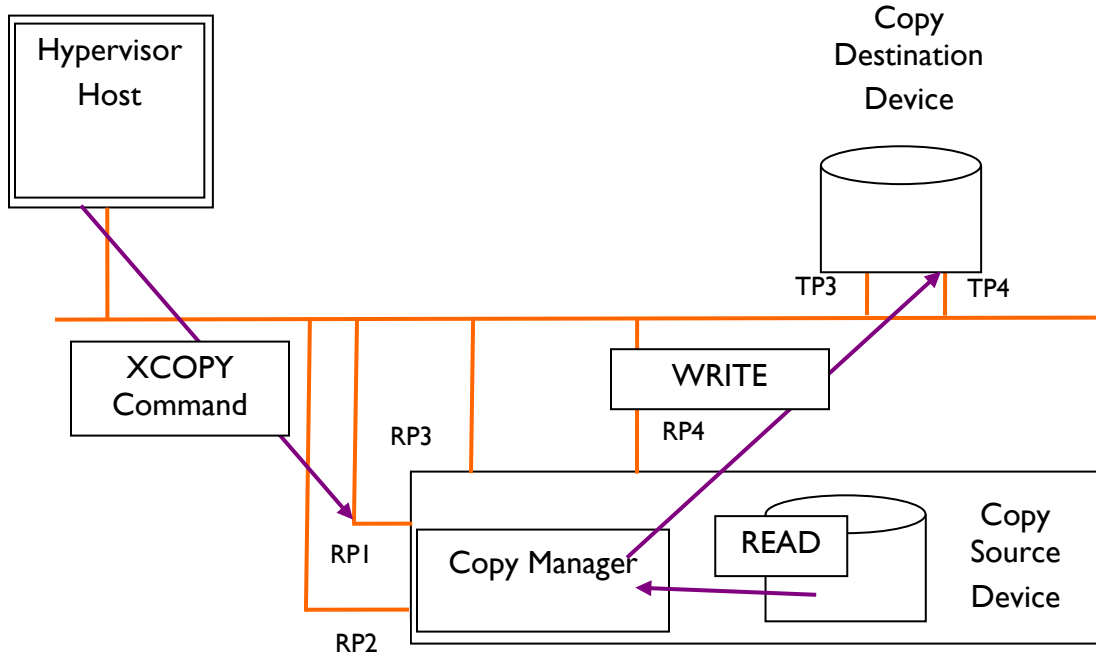 Hypervisor
Host
Copy
Destination
Device
TP3
TP4
XCOPY
Command
WRITE
RP3
RP4
RP1
Copy Manager
READ
Copy
Source
Device
RP2